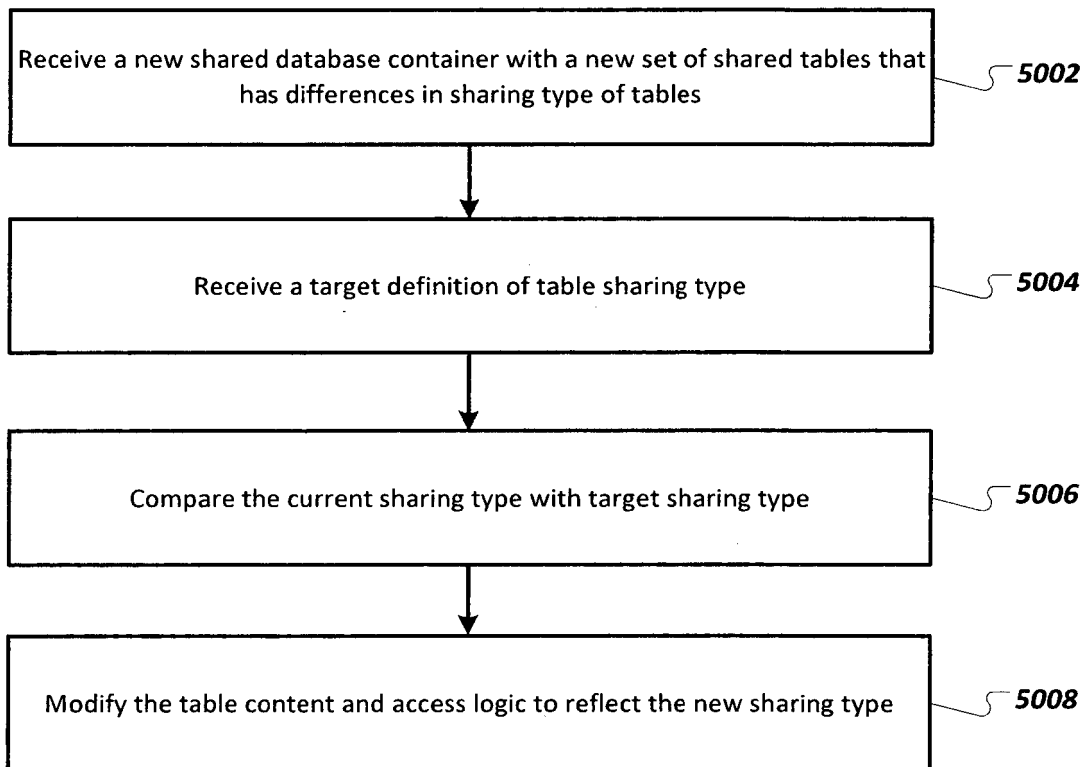 Receive a new shared database container with a new set of shared tables that
has differences in sharing type of tables
5002
Receive a target definition of table sharing type
5004
Compare the current sharing type with target sharing type
5006
Modify the table content and access logic to reflect the new sharing type
5008